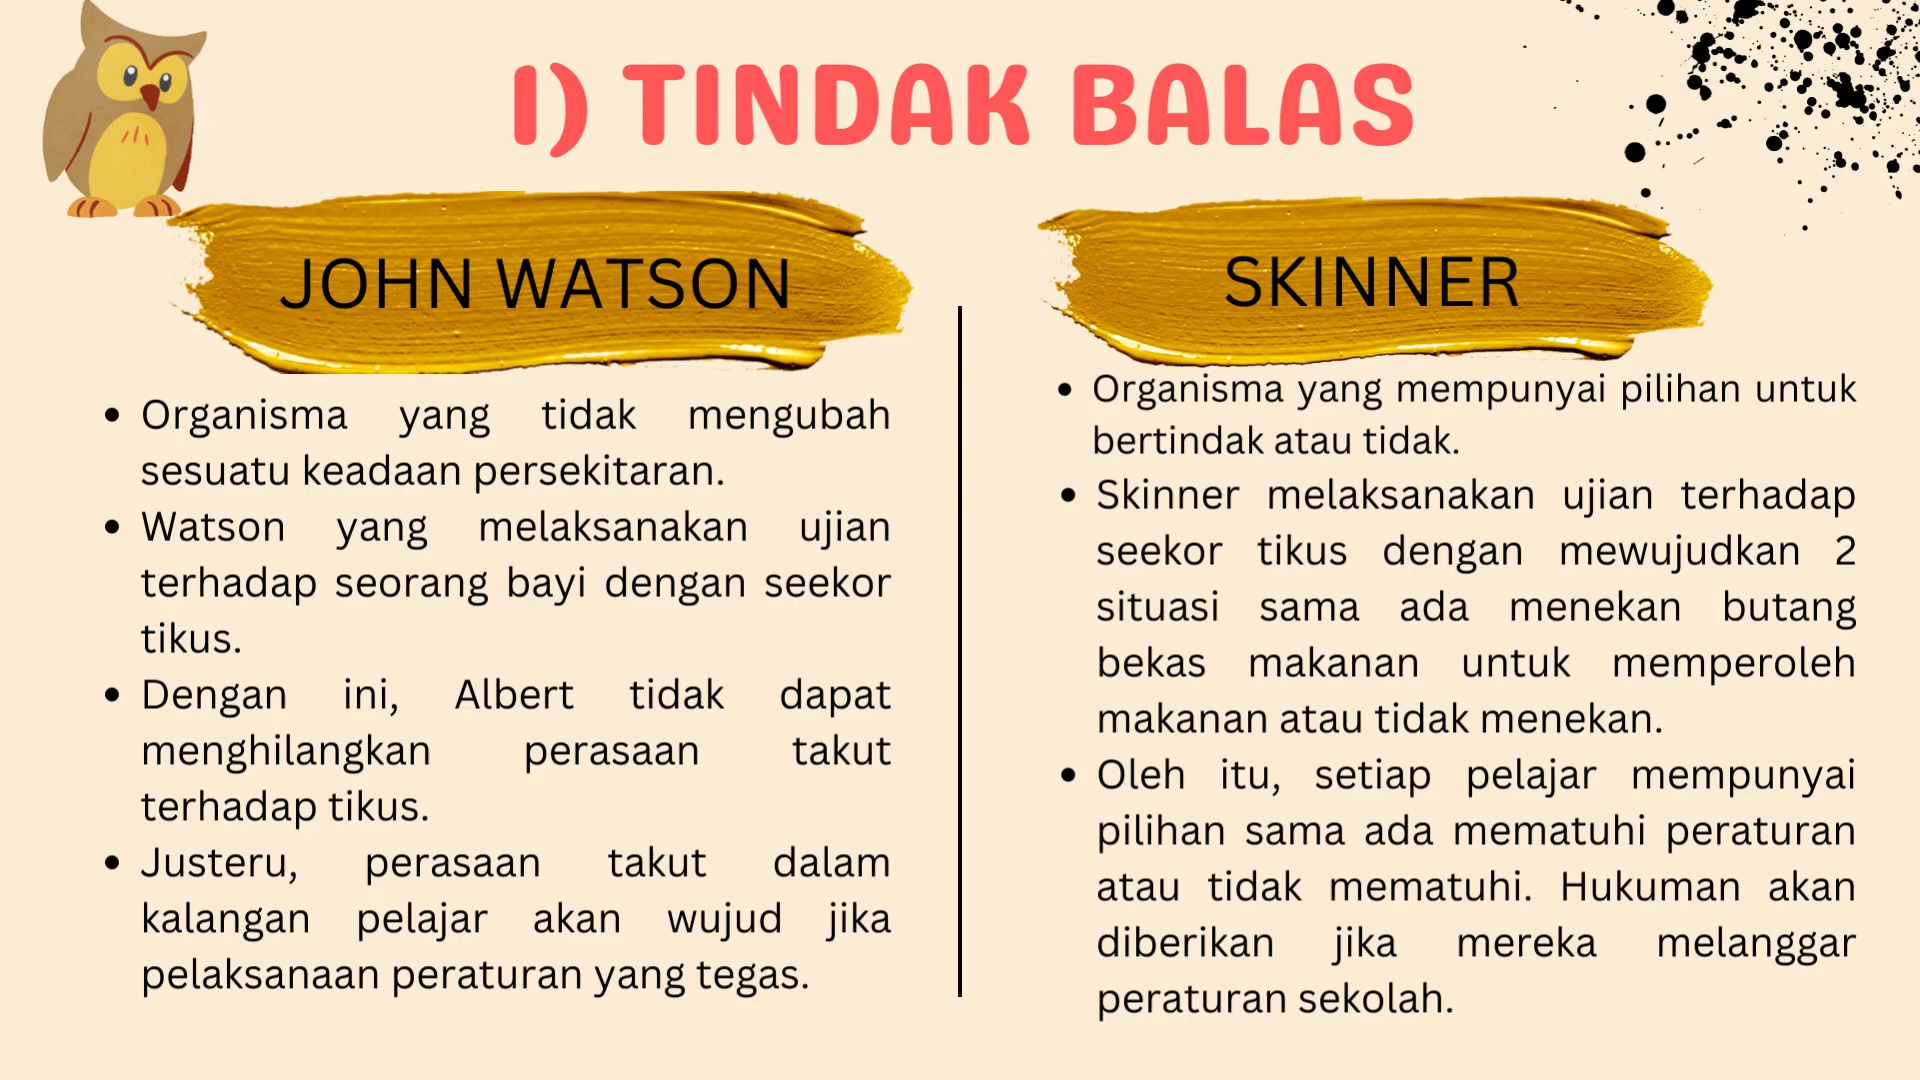 I) TINDAK BALAS
JOHN WATSON
• Organisma yang tidak mengubah
sesuatu keadaan persekitaran.
• Watson yang melaksanakan ujian
terhadap seorang bayi dengan seekor
tikus.
• Dengan ini, Albert tidak dapat
menghilangkan perasaan takut
terhadap tikus.
• Justeru, perasaan takut dalam
kalangan pelajar akan wujud jika
pelaksanaan peraturan yang tegas.
SKINNER
• Organisma yang mempunyai pilihan untuk
bertindak atau tidak.
• Skinner melaksanakan ujian terhadap
seekor tikus dengan mewujudkan 2
situasi sama ada menekan butang
bekas makanan untuk memperoleh
makanan atau tidak menekan.
• Oleh itu, setiap pelajar mempunyai
pilihan sama ada mematuhi peraturan
atau tidak mematuhi. Hukuman akan
diberikan jika mereka melanggar
peraturan sekolah.